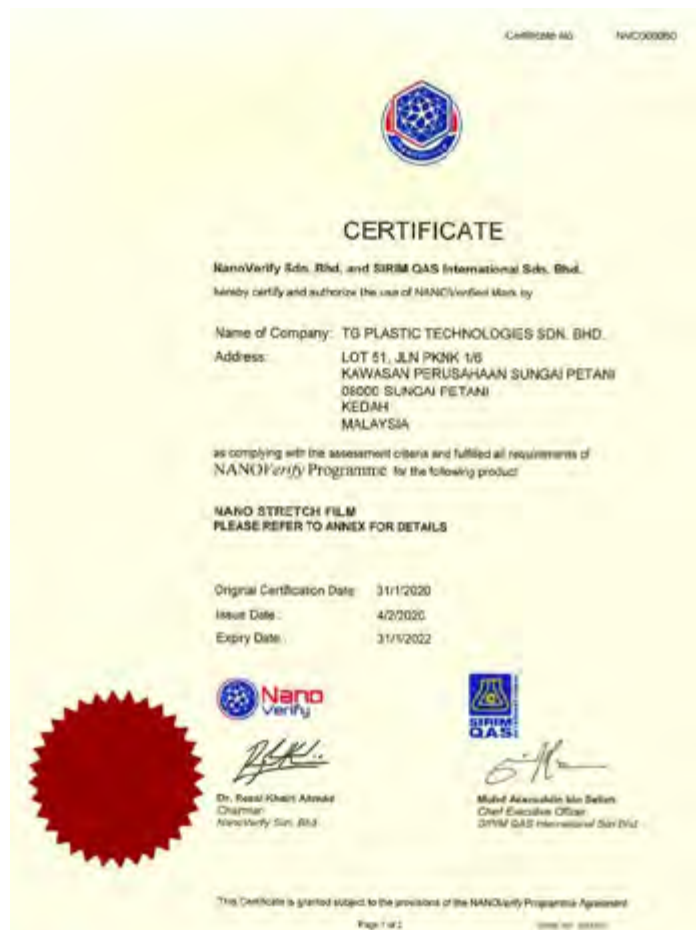 Certificate No.
CERTIFICATE
NanoVerify Sdn. Bhd. and SIRIM QAS International Sdn. Bhd.
hereby certify and authorize the use of NANOVerified Mark by
Name of Company: TG PLASTIC TECHNOLOGIES SDN. BHD.
Address: LOT 51, JLN PKNK 1/6
KAWASAN PERUSAHAAN SUNGAI PETANI
08000 SUNGAI PETANI
KEDAH
MALAYSIA
as complying with the assessment criteria and fulfilled all requirements of
NANOVerify Programme for the following product
NANO STRETCH FILM
PLEASE REFER TO ANNEX FOR DETAILS
Original Certification Date: 31/1/2020
Issue Date : 4/2/2020
Expiry Date : 31/1/2022
Nano
Verify
SIRIM
QAS
Dr. Khairi Ahmad
Chairman
NanoVerify Sdn. Bhd.
Mohd bin Selim
Chief Executive Officer
SIRIM QAS International Sdn Bhd
This Certificate is granted subject to the provisions of the NANOVerify Programme Agreement
Page 1 of 2